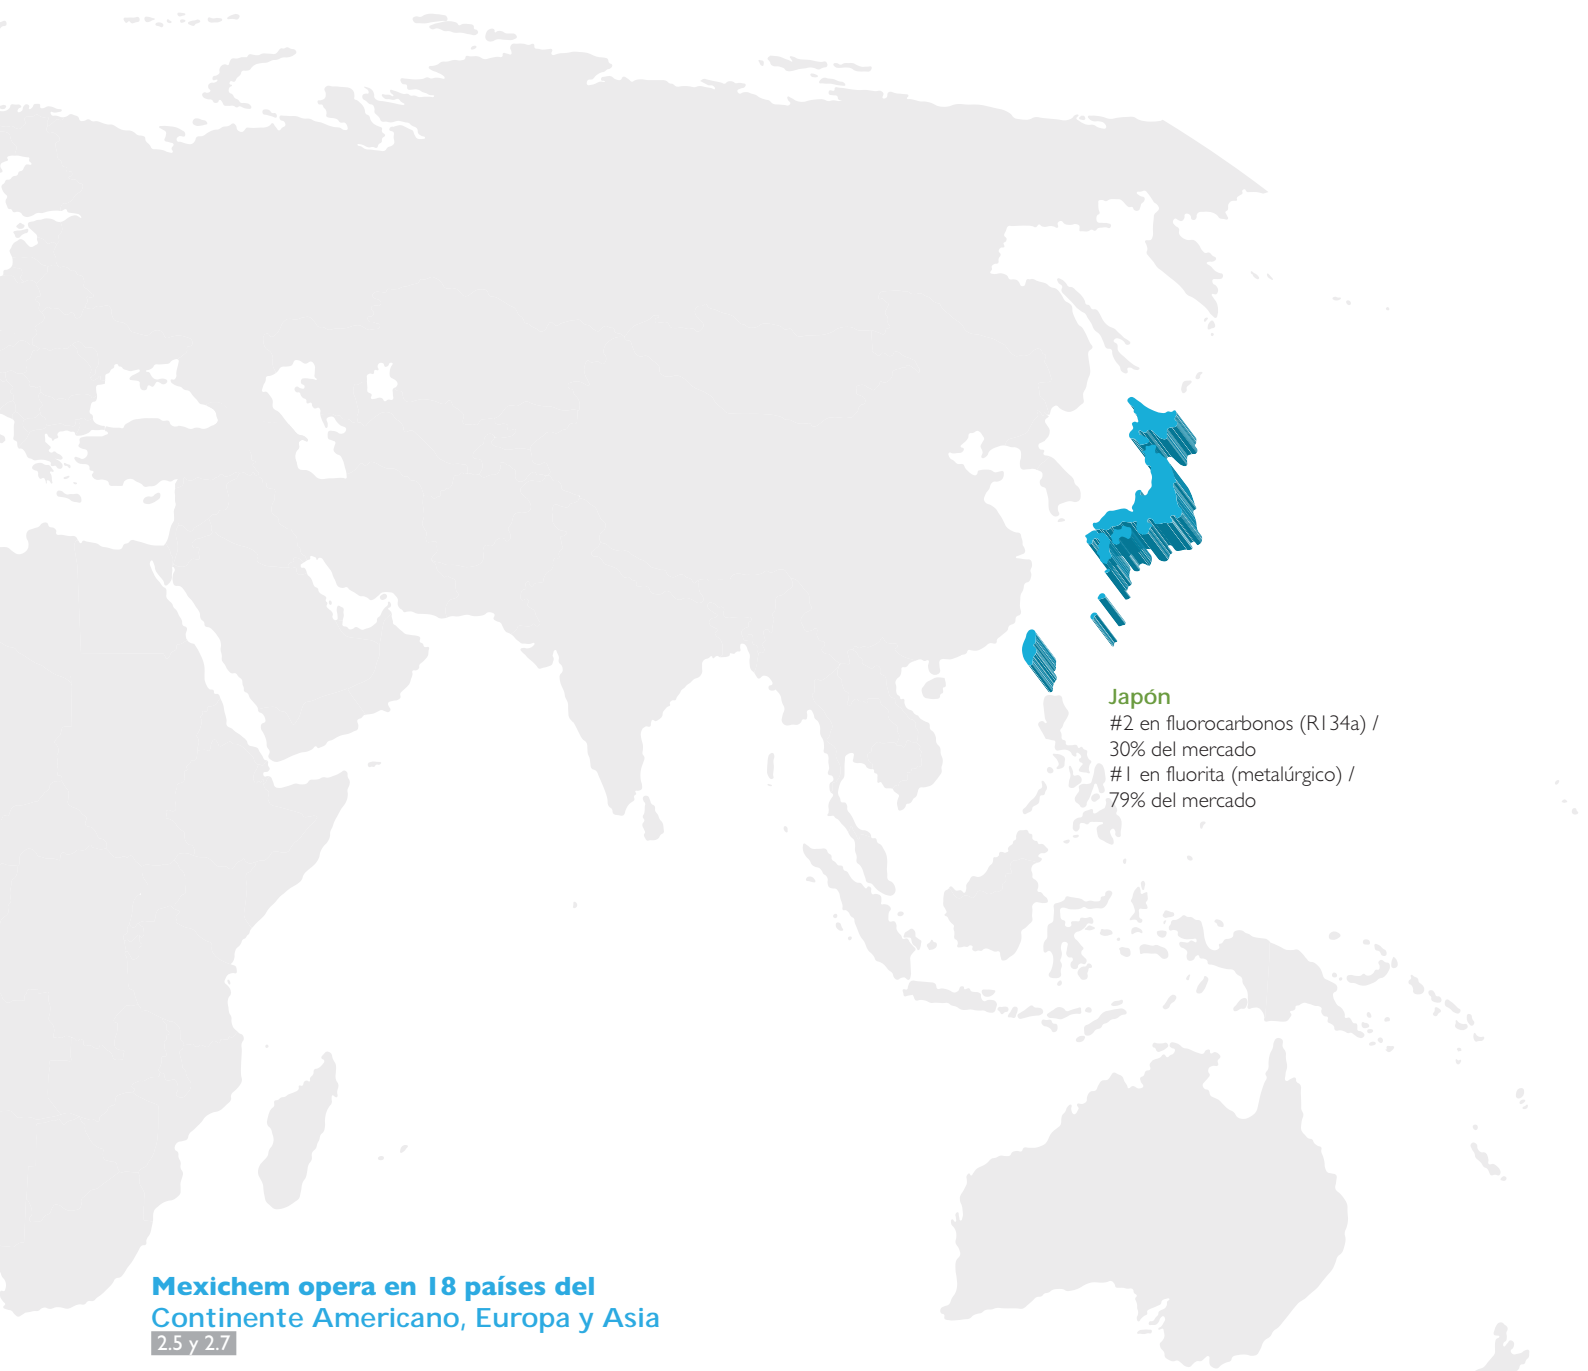 Japón
#2 en fluorocarbonos (R134a) /
30% del mercado
#1 en fluorita (metalúrgico) /
79% del mercado
Mexichem opera en 18 países del
Continente Americano, Europa y Asia
2.5 y 2.7